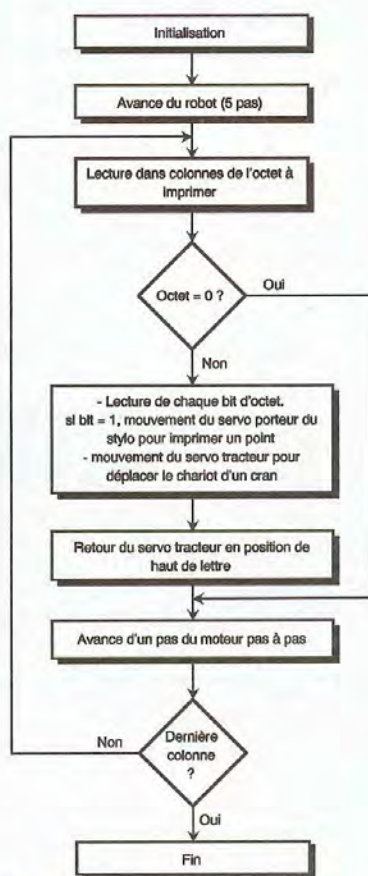 Initialisation
Avance du robot (5 pas)
Lecture dans colonnes de l'octet à
imprimer
Octet = 0 ?
Oui
Non
- Lecture de chaque bit d'octet.
si bit = 1, mouvement du servo porteur du
stylo pour imprimer un point
- mouvement du servo tracteur pour
déplacer le chariot d'un cran
Retour du servo tracteur en position de
haut de lettre
Avance d'un pas du moteur pas à pas
Non
Dernière
colonne
?
Oui
Fin